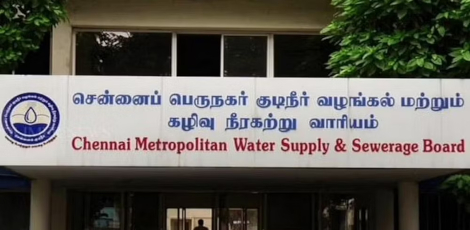 சென்னைப் பெருநகர் குடிநீர் வழங்கல் மற்றும்
கழிவு நீரகற்று வாரியம்
Chennai Metropolitan Water Supply & Sewerage Board